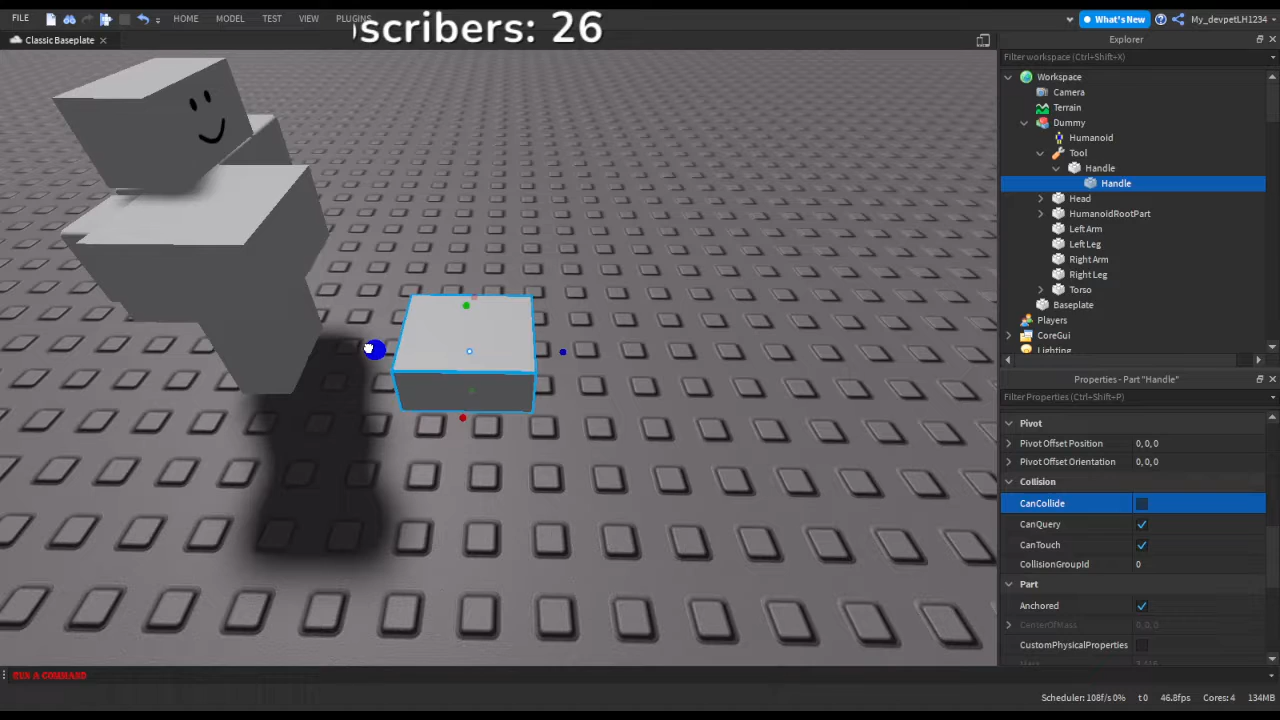 FILE HOME MODEL TEST VIEW PLUGINS What's New My_devpetLH1234
scribers: 26
Classic Baseplate
Explorer
Filter workspace (Ctrl+Shift+X)
Workspace
Camera
Terrain
Dummy
Humanoid
Tool
Handle
Handle
Head
HumanoidRootPart
Left Arm
Left Leg
Right Arm
Right Leg
Torso
Baseplate
Players
CoreGui
Lighting
Properties - Part "Handle"
Filter Properties (Ctrl+Shift+P)
Pivot
Pivot Offset Position 0, 0, 0
Pivot Offset Orientation 0, 0, 0
Collision
CanCollide
CanQuery
CanTouch
CollisionGroupId 0
Part
Anchored
CenterOfMass 0, 0, 0
CustomPhysicalProperties
RUN A COMMAND
Scheduler: 108f/s 0% t 0 46.8fps Cores: 4 134MB